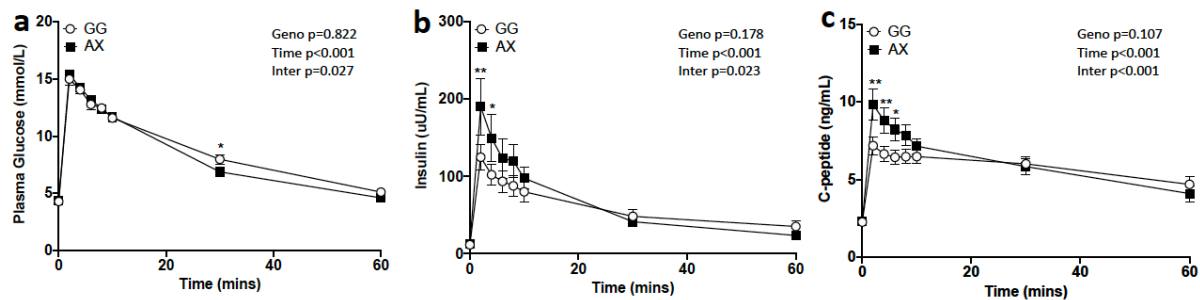 a
GG
AX
Geno p=0.822
Time p<0.001
Inter p=0.027
*
20
15
10
5
0
0 20 40 60
Plasma Glucose (mmol/L)
Time (mins)
b
GG
AX
Geno p=0.178
Time p<0.001
Inter p=0.023
**
*
300
200
100
0
0 20 40 60
Insulin (uU/mL)
Time (mins)
c
GG
AX
Geno p=0.107
Time p<0.001
Inter p<0.001
**
**
*
15
10
5
0
0 20 40 60
C-peptide (ng/mL)
Time (mins)